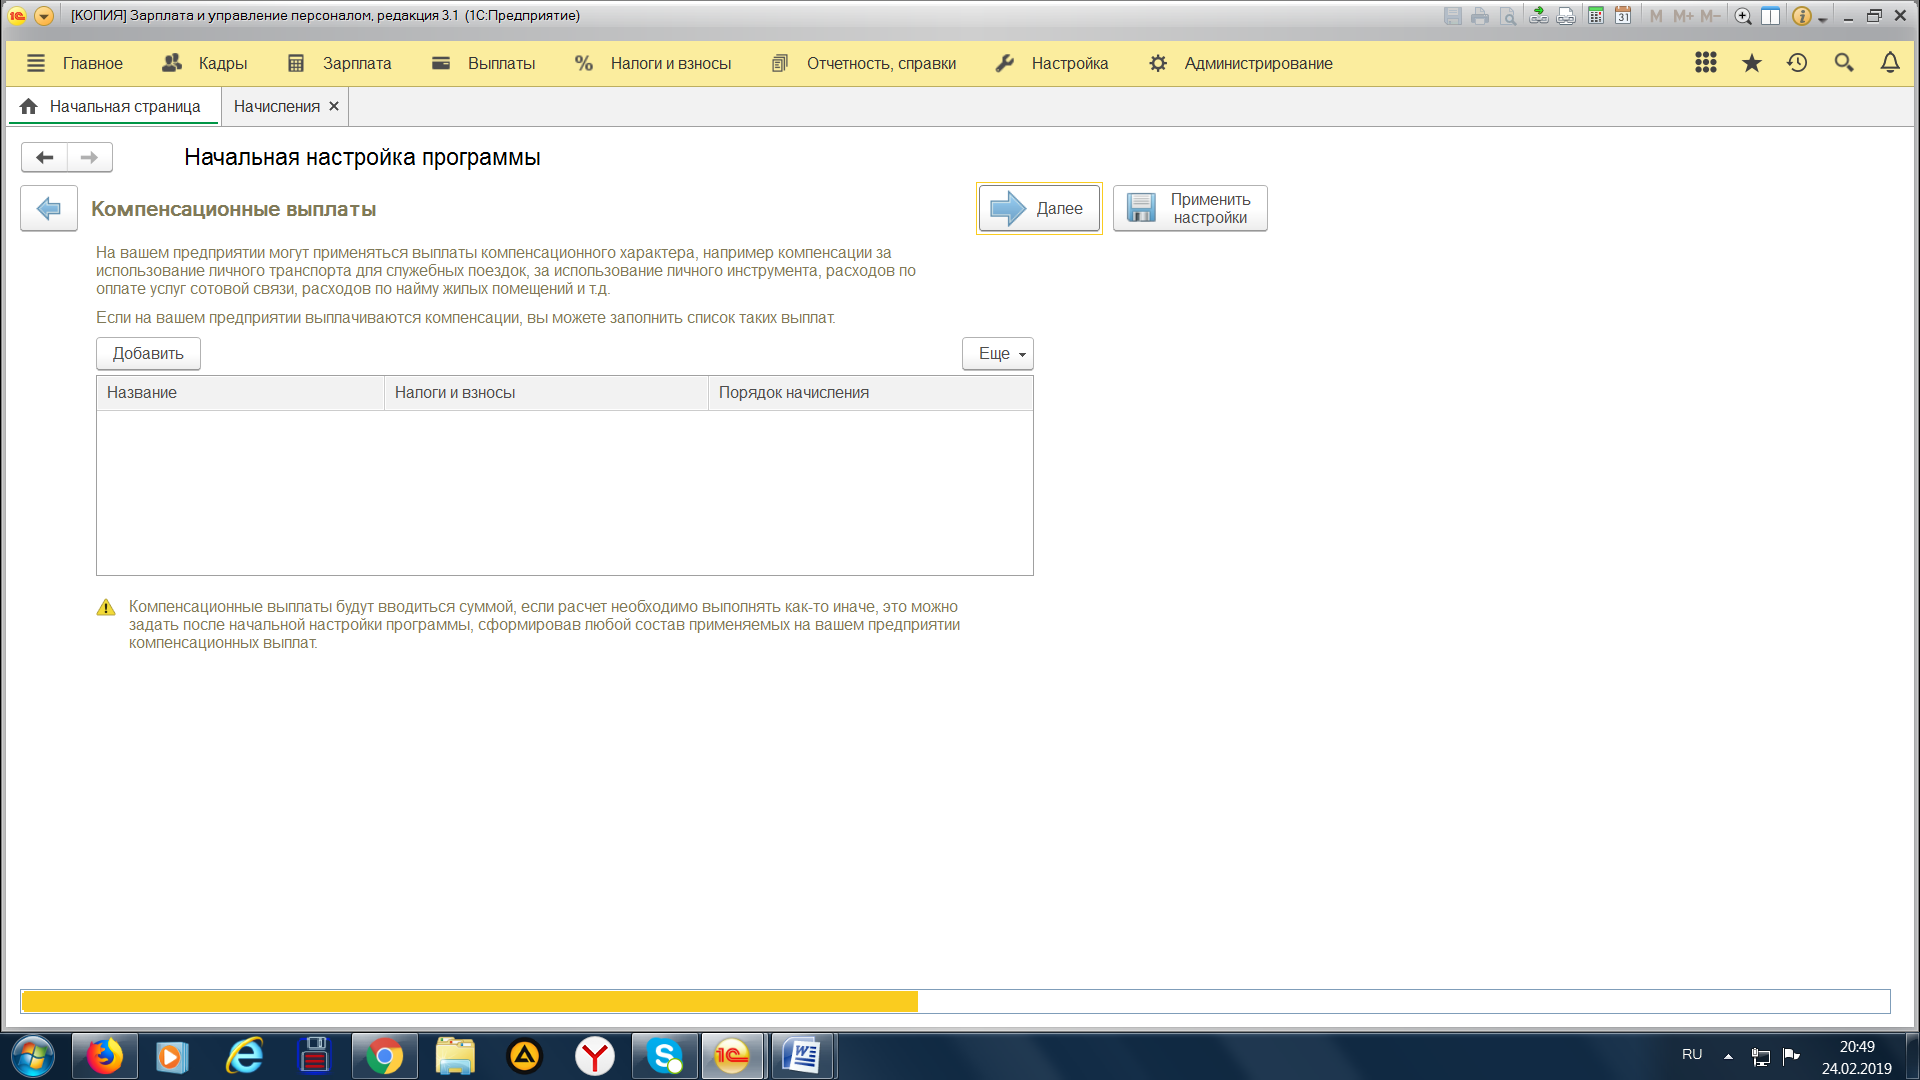 [КОПИЯ] Зарплата и управление персоналом, редакция 3.1 (1С:Предприятие)
31 M M+ M−
Главное Кадры Зарплата Выплаты % Налоги и взносы Отчетность, справки Настройка Администрирование
Начальная страница Начисления
Начальная настройка программы
Компенсационные выплаты
Далее
Применить
настройки
На вашем предприятии могут применяться выплаты компенсационного характера, например компенсации за
использование личного транспорта для служебных поездок, за использование личного инструмента, расходов по
оплате услуг сотовой связи, расходов по найму жилых помещений и т.д.
Если на вашем предприятии выплачиваются компенсации, вы можете заполнить список таких выплат.
Добавить Еще
Название Налоги и взносы Порядок начисления
Компенсационные выплаты будут вводиться суммой, если расчет необходимо выполнять как-то иначе, это можно
задать после начальной настройки программы, сформировав любой состав применяемых на вашем предприятии
компенсационных выплат.
RU
20:49
24.02.2019